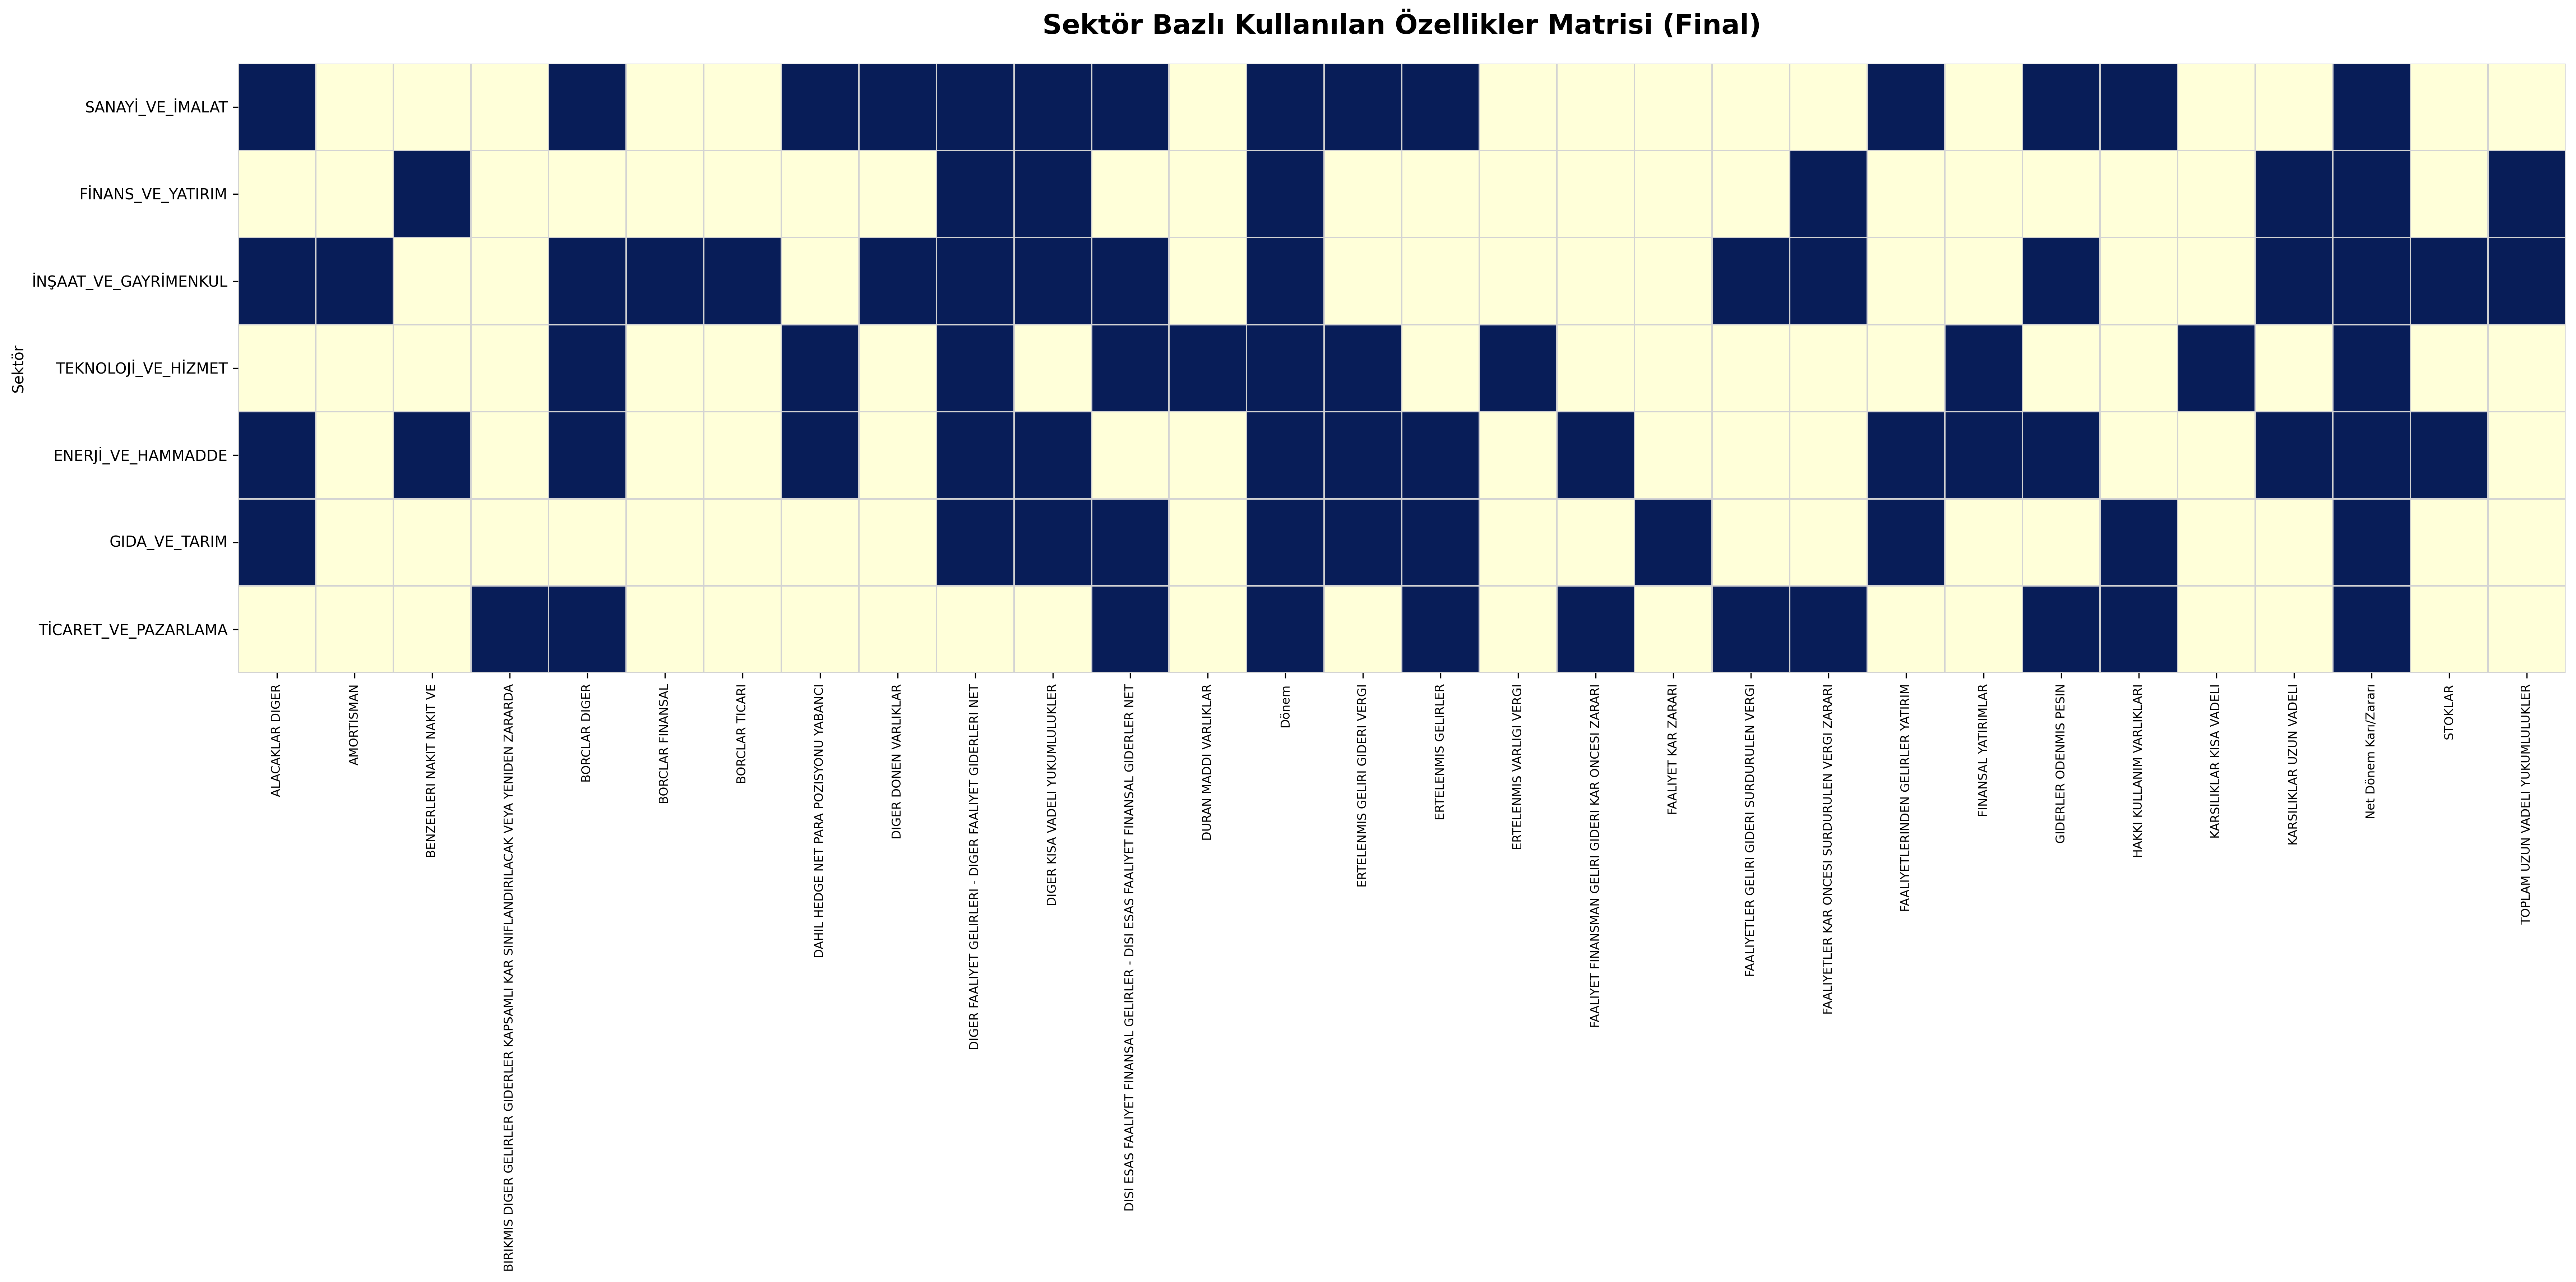 Sektör Bazlı Kullanılan Özellikler Matrisi (Final)
Sektör
SANAYİ_VE_İMALAT
FİNANS_VE_YATIRIM
İNŞAAT_VE_GAYRİMENKUL
TEKNOLOJİ_VE_HİZMET
ENERJİ_VE_HAMMADDE
GIDA_VE_TARIM
TİCARET_VE_PAZARLAMA
ALACAKLAR DIGER
AMORTISMAN
BENZERLERI NAKIT NAKIT VE
BIRIKMIS DIGER GELIRLER GIDERLER KAPSAMLI KAR SINIFLANDIRILACAK VEYA YENIDEN ZARARDA
BORCLAR DIGER
BORCLAR FINANSAL
BORCLAR TICARI
DAHIL HEDGE NET PARA POZISYONU YABANCI
DIGER DONEN VARLIKLAR
DIGER FAALIYET GELIRLERI - DIGER FAALIYET GIDERLERI NET
DIGER KISA VADELI YUKUMLULUKLER
DISI ESAS FAALIYET FINANSAL GELIRLER - DISI ESAS FAALIYET FINANSAL GIDERLER NET
DURAN MADDI VARLIKLAR
Dönem
ERTELENMIS GELIRI GIDERI VERGI
ERTELENMIS GELIRLER
ERTELENMIS VARLIGI VERGI
FAALIYET FINANSMAN GELIRI GIDERI KAR ONCESI ZARARI
FAALIYET KAR ZARARI
FAALIYETLER GELIRI GIDERI SURDURULEN VERGI
FAALIYETLER KAR ONCESI SURDURULEN VERGI ZARARI
FAALIYETLERINDEN GELIRLER YATIRIM
FINANSAL YATIRIMLAR
GIDERLER ODENMIS PESIN
HAKKI KULLANIM VARLIKLARI
KARSILIKLAR KISA VADELI
KARSILIKLAR UZUN VADELI
Net Dönem Karı/Zararı
STOKLAR
TOPLAM UZUN VADELI YUKUMLULUKLER